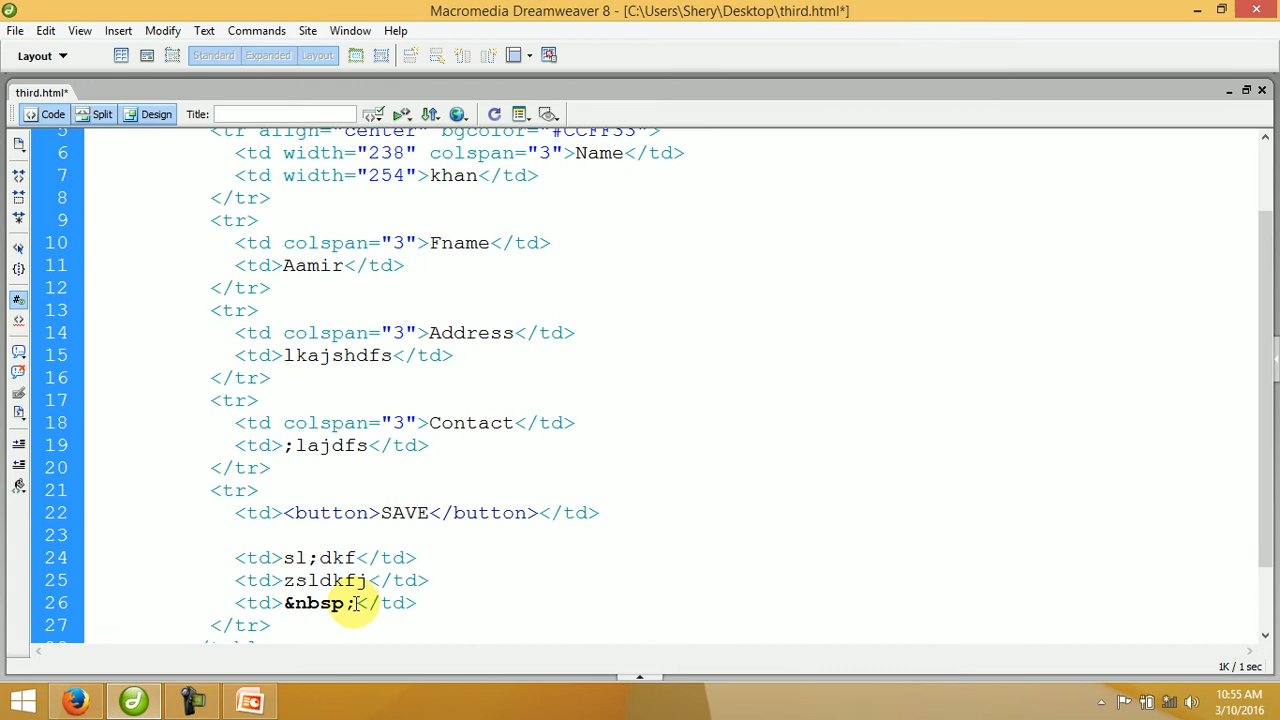 Macromedia Dreamweaver 8 - [C:\Users\Shery\Desktop\third.html*]
File Edit View Insert Modify Text Commands Site Window Help
Layout Standard Expanded Layout
third.html*
Code Split Design Title:
5 <tr align="center" bgcolor="#CCFF33">
6 <td width="238" colspan="3">Name</td>
7 <td width="254">khan</td>
8 </tr>
9 <tr>
10 <td colspan="3">Fname</td>
11 <td>Aamir</td>
12 </tr>
13 <tr>
14 <td colspan="3">Address</td>
15 <td>lkajshdfs</td>
16 </tr>
17 <tr>
18 <td colspan="3">Contact</td>
19 <td>;lajdfs</td>
20 </tr>
21 <tr>
22 <td><button>SAVE</button></td>
23
24 <td>sl;dkf</td>
25 <td>zsldkfj</td>
26 <td>&nbsp;</td>
27 </tr>
1K / 1 sec
10:55 AM
3/10/2016